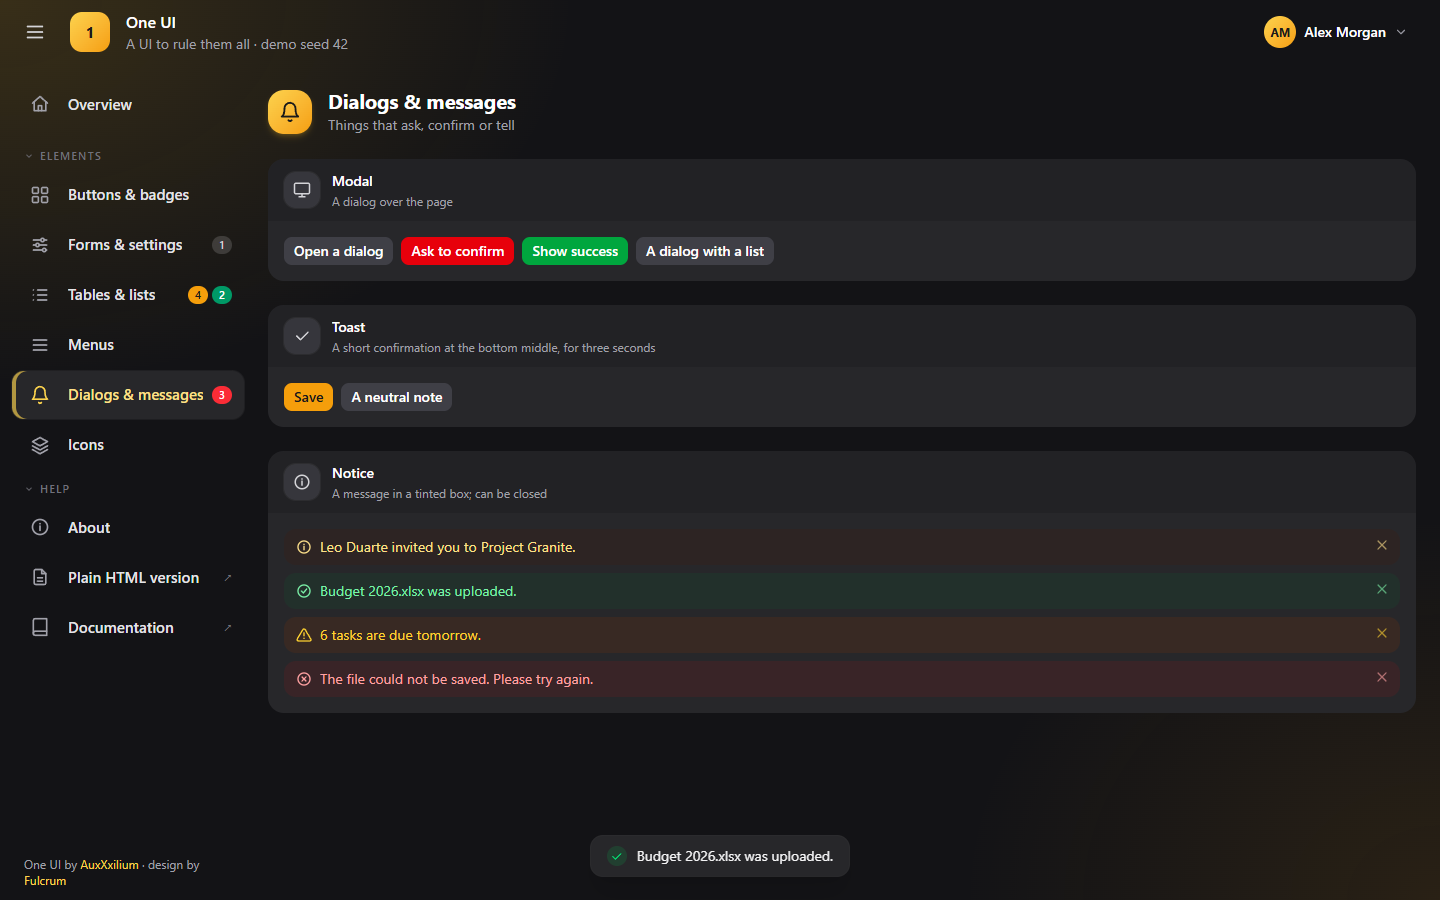 1
One UI
A UI to rule them all · demo seed 42
AM
Alex Morgan
Overview
ELEMENTS
Buttons & badges
Forms & settings
1
Tables & lists
4
2
Menus
Dialogs & messages
3
Icons
HELP
About
Plain HTML version
Documentation
One UI by AuxXxilium · design by
Fulcrum
Dialogs & messages
Things that ask, confirm or tell
Modal
A dialog over the page
Open a dialog
Ask to confirm
Show success
A dialog with a list
Toast
A short confirmation at the bottom middle, for three seconds
Save
A neutral note
Notice
A message in a tinted box; can be closed
Leo Duarte invited you to Project Granite.
Budget 2026.xlsx was uploaded.
6 tasks are due tomorrow.
The file could not be saved. Please try again.
Budget 2026.xlsx was uploaded.